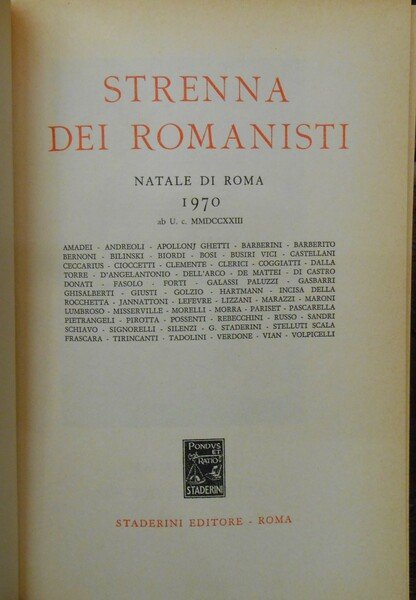 STRENNA
DEI ROMANISTI
NATALE DI ROMA
1970
ab U. c. MMDCCXXIII
AMADEI - ANDREOLI - APOLLONJ GHETTI - BARBERINI - BARBERITO
BERNONI - BILINSKI - BIORDI - BOSI - BUSIRI VICI - CASTELLANI
CECCARIUS - CIOCCETTI - CLEMENTE - CLERICI - COGGIATTI - DALLA
TORRE - D'ANGELANTONIO - DELL'ARCO - DE MATTEI - DI CASTRO
DONATI - FASOLO - FORTI - GALASSI PALUZZI - GASBARRI
GHISALBERTI - GIUSTI - GOLZIO - HARTMANN - INCISA DELLA
ROCCHETTA - JANNATTONI - LEFEVRE - LIZZANI - MARAZZI - MARONI
LUMBROSO - MISSERVILLE - MORELLI - MORRA - PARISET - PASCARELLA
PIETRANGELI - PIROTTA - POSSENTI - REBECCHINI - RUSSO - SANDRI
SCHIAVO - SIGNORELLI - SILENZI - G. STADERINI - STELLUTI SCALA
FRASCARA - TIRINCANTI - TADOLINI - VERDONE - VIAN - VOLPICELLI
PONDVS
ET
RATIO
STADERINI
STADERINI EDITORE - ROMA